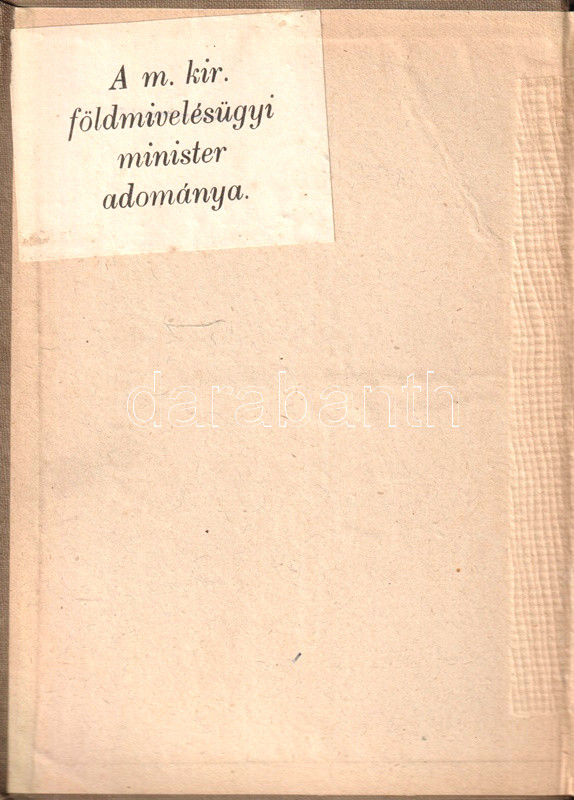 A m. kir.
földmivelésügyi
minister
adománya.
darabanth